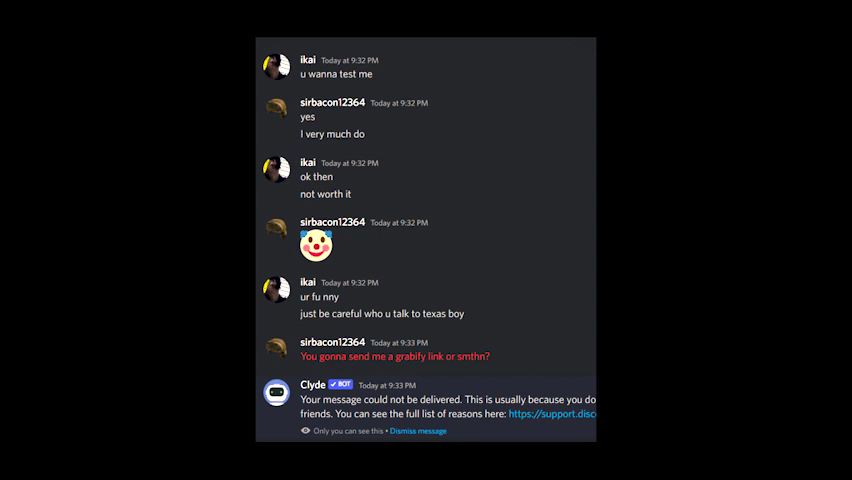 ikai Today at 9:32 PM
u wanna test me
sirbacon12364 Today at 9:32 PM
yes
I very much do
ikai Today at 9:32 PM
ok then
not worth it
sirbacon12364 Today at 9:32 PM
ikai Today at 9:32 PM
ur fu nny
just be careful who u talk to texas boy
sirbacon12364 Today at 9:33 PM
You gonna send me a grabify link or smthn?
Clyde BOT Today at 9:33 PM
Your message could not be delivered. This is usually because you do
friends. You can see the full list of reasons here: https://support.disc
Only you can see this • Dismiss message